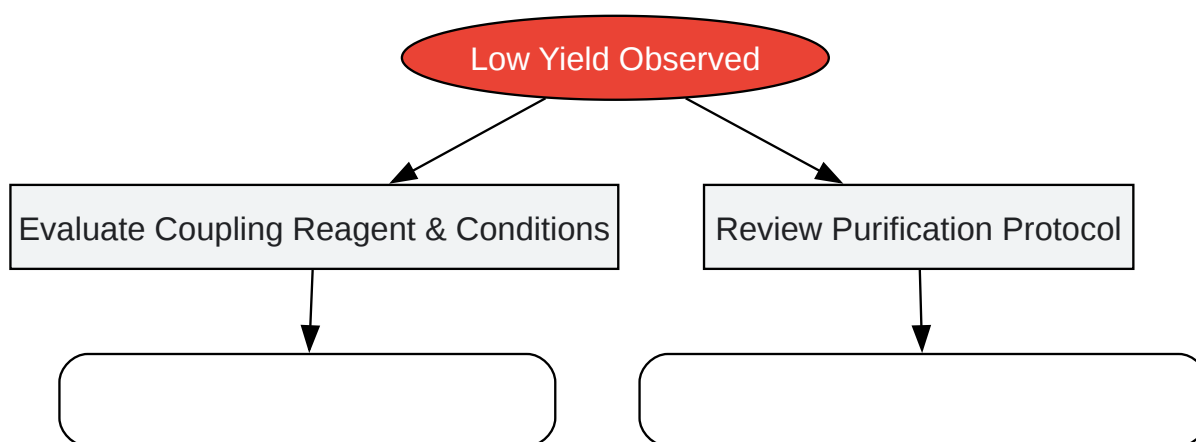 Low Yield Observed
Evaluate Coupling Reagent & Conditions
Review Purification Protocol